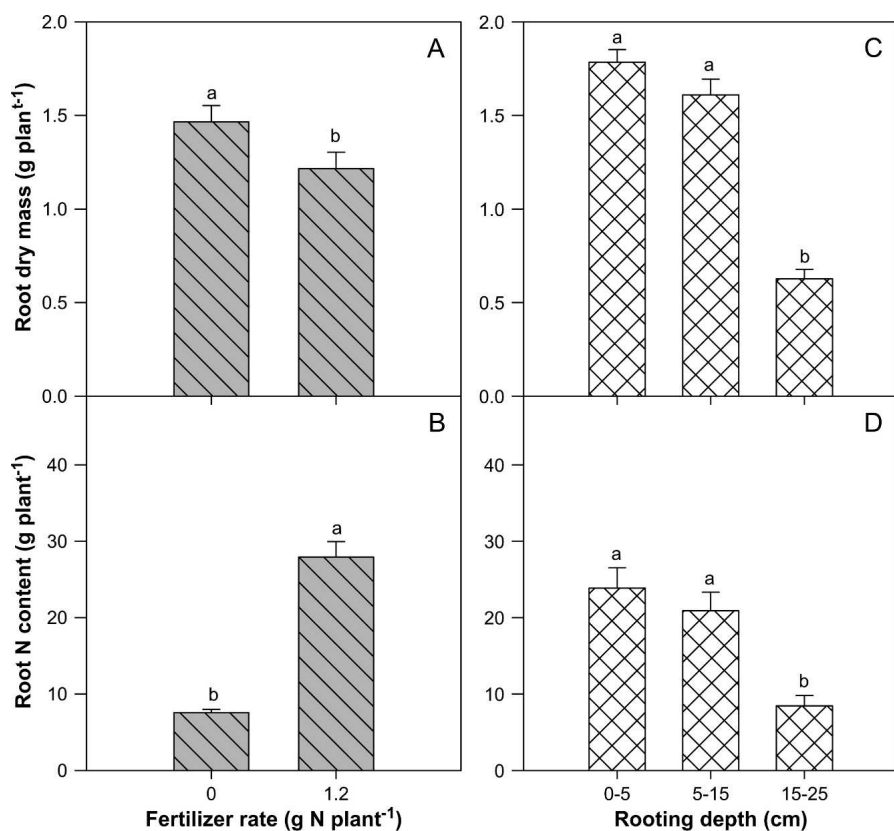 2.0
1.5
1.0
0.5
0.0
Root dry mass (g plan^t-1)
A
a
b
2.0
1.5
1.0
0.5
0.0
C
a
a
b
40
30
20
10
0
Root N content (g plant^-1)
B
b
a
0
1.2
Fertilizer rate (g N plant^-1)
40
30
20
10
0
D
a
a
b
0-5
5-15
15-25
Rooting depth (cm)